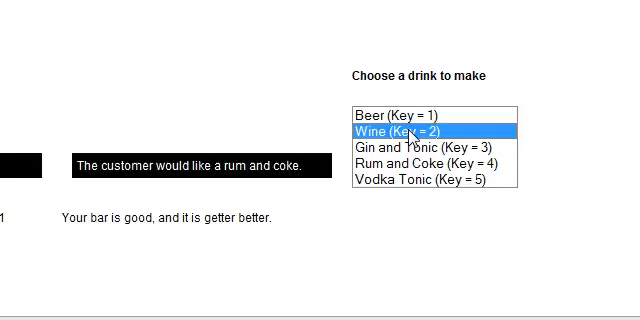 Choose a drink to make
Beer (Key = 1)
Wine (Key = 2)
Gin and Tonic (Key = 3)
The customer would like a rum and coke.
Rum and Coke (Key = 4)
Vodka Tonic (Key = 5)
1
Your bar is good, and it is getter better.